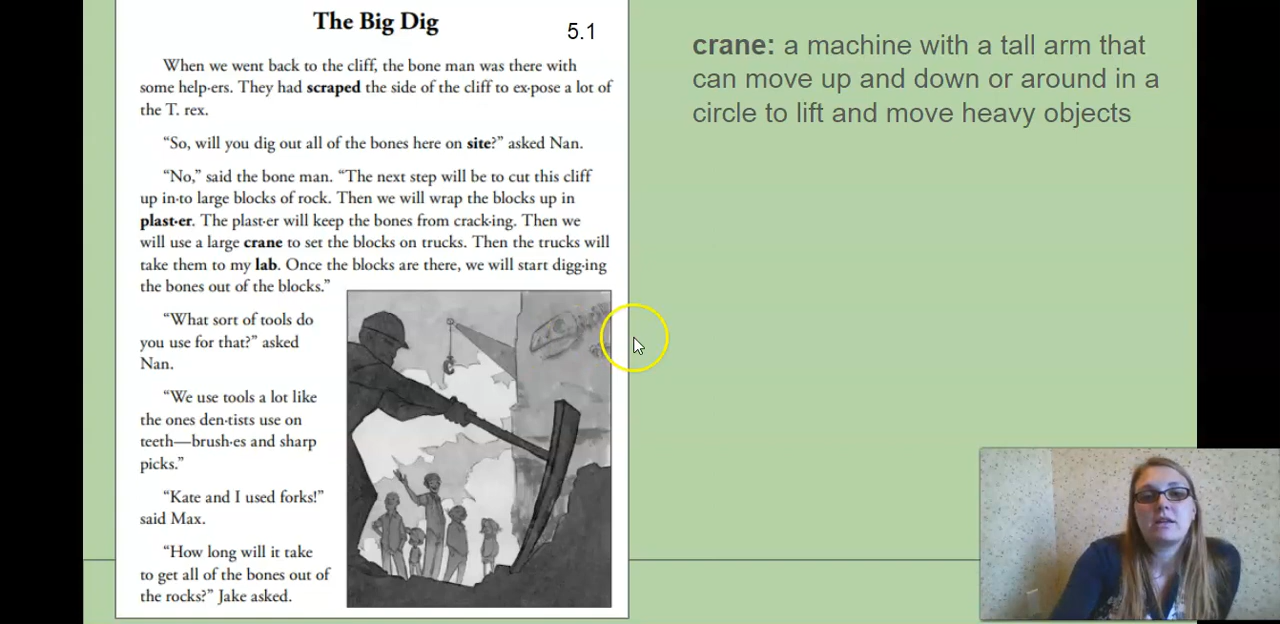 The Big Dig
5.1
When we went back to the cliff, the bone man was there with
some help·ers. They had scraped the side of the cliff to ex·pose a lot of
the T. rex.
“So, will you dig out all of the bones here on site?” asked Nan.
“No,” said the bone man. “The next step will be to cut this cliff
up in·to large blocks of rock. Then we will wrap the blocks up in
plast·er. The plast·er will keep the bones from crack·ing. Then we
will use a large crane to set the blocks on trucks. Then the trucks will
take them to my lab. Once the blocks are there, we will start digg·ing
the bones out of the blocks.”
“What sort of tools do
you use for that?” asked
Nan.
“We use tools a lot like
the ones den·tists use on
teeth—brush·es and sharp
picks.”
“Kate and I used forks!”
said Max.
“How long will it take
to get all of the bones out of
the rocks?” Jake asked.
crane: a machine with a tall arm that
can move up and down or around in a
circle to lift and move heavy objects